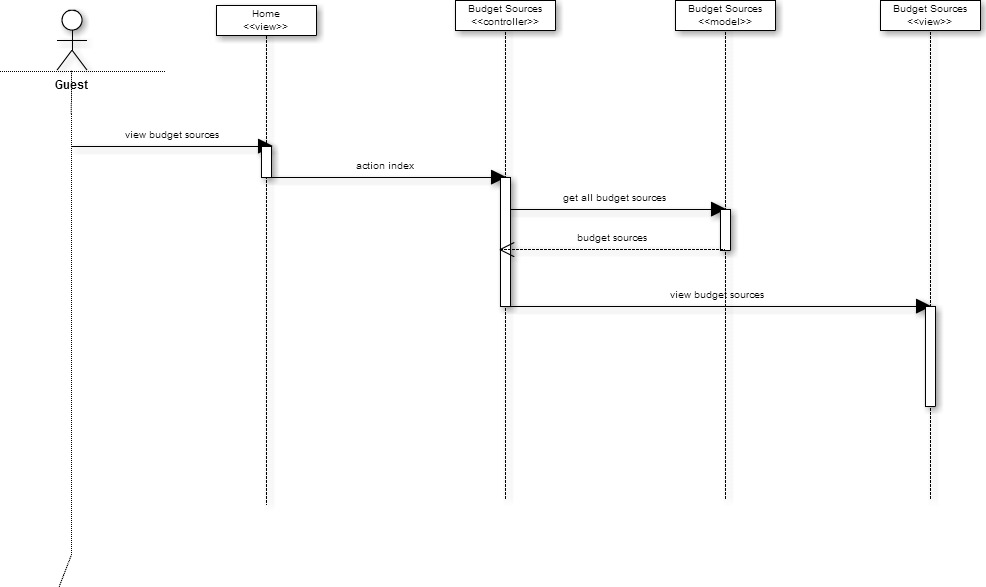 Home
<<view>>
Budget Sources
<<controller>>
Budget Sources
<<model>>
Budget Sources
<<view>>
Guest
view budget sources
action index
get all budget sources
budget sources
view budget sources